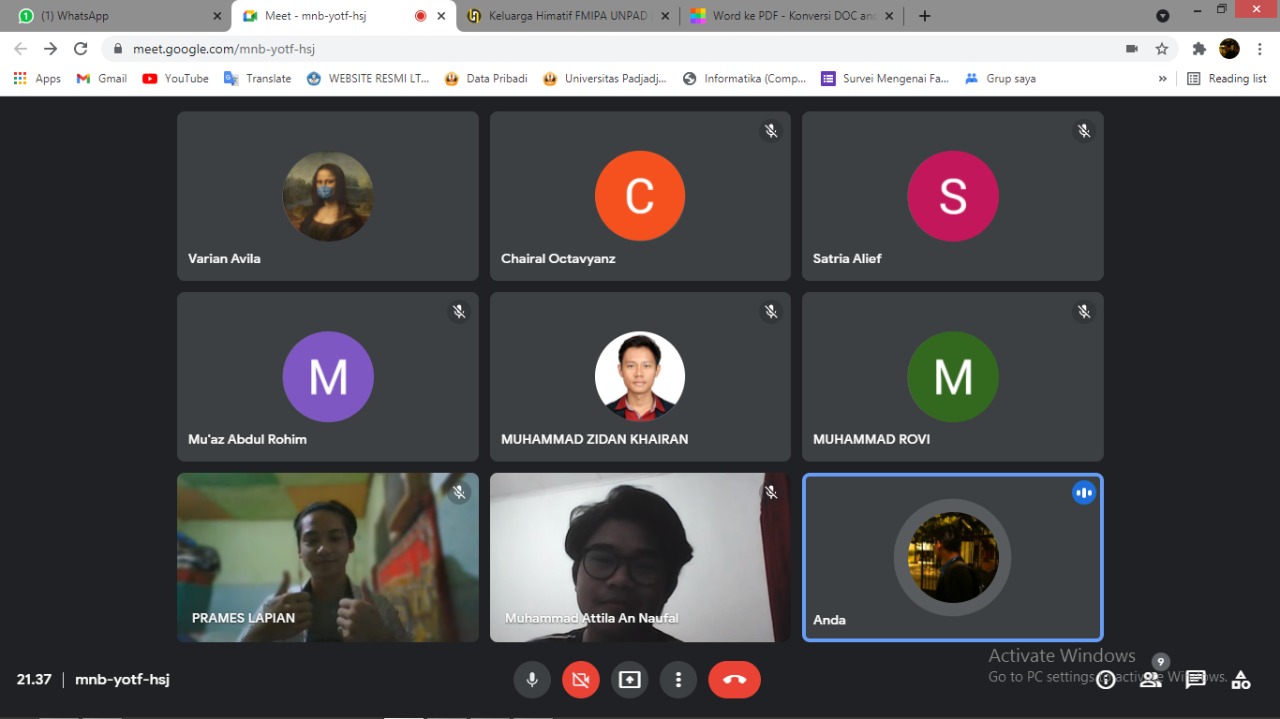 (1) WhatsApp
Meet - mnb-yotf-hsj
Keluarga Himatif FMIPA UNPAD
Word ke PDF - Konversi DOC an
meet.google.com/mnb-yotf-hsj
Apps
Gmail
YouTube
Translate
WEBSITE RESMI LT...
Data Pribadi
Universitas Padjadj...
Informatika (Comp...
Survei Mengenai Fa...
Grup saya
»
Reading list
Varian Avila
C
Chairal Octavyanz
S
Satria Alief
M
Mu'az Abdul Rohim
MUHAMMAD ZIDAN KHAIRAN
M
MUHAMMAD ROVI
PRAMES LAPIAN
Muhammad Attila An Naufal
Anda
Activate Windows
Go to PC settings to activate Windows.
21.37 | mnb-yotf-hsj
9